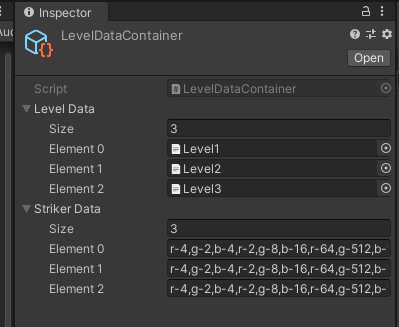 Inspector
LevelDataContainer
Open
Script LevelDataContainer
Level Data
Size 3
Element 0 Level1
Element 1 Level2
Element 2 Level3
Striker Data
Size 3
Element 0 r-4,g-2,b-4,r-2,g-8,b-16,r-64,g-512,b-
Element 1 r-4,g-2,b-4,r-2,g-8,b-16,r-64,g-512,b-
Element 2 r-4,g-2,b-4,r-2,g-8,b-16,r-64,g-512,b-